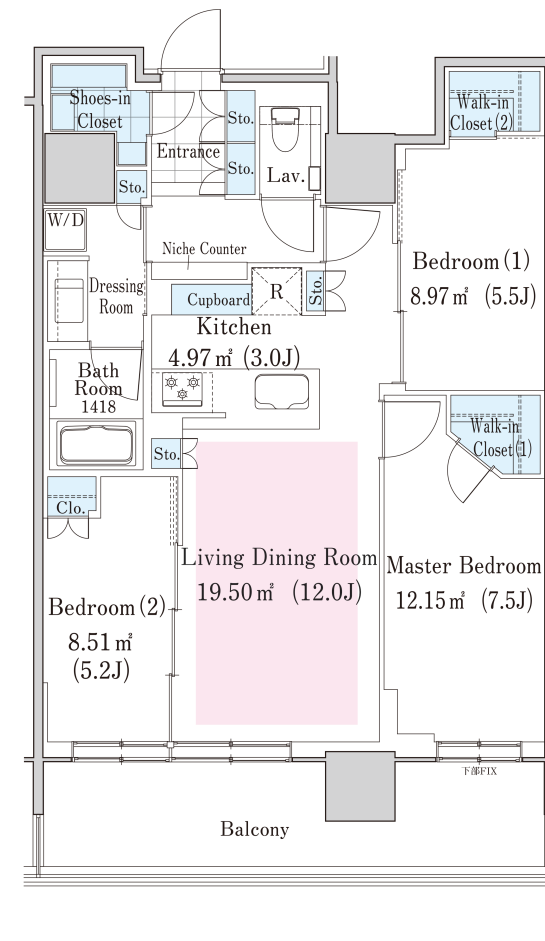 Shoes-in
Closet
Sto.
Walk-in
Closet(2)
Entrance
Sto.
Lav.
Sto.
W/D
Niche Counter
Bedroom(1)
8.97㎡ (5.5J)
Dressing
Room
Cupboard
R
Sto.
Kitchen
4.97㎡ (3.0J)
Bath
Room
1418
Walk-in
Closet(1)
Sto.
Clo.
Living Dining Room
19.50㎡ (12.0J)
Master Bedroom
12.15㎡ (7.5J)
Bedroom(2)
8.51㎡
(5.2J)
下部FIX
Balcony